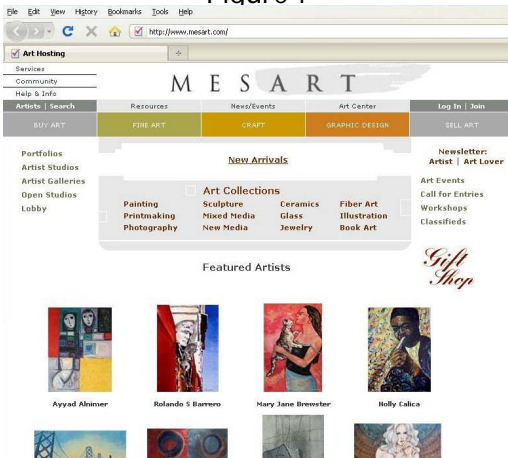 Figure 1
File Edit View History Bookmarks Tools Help
http://www.mesart.com/
Art Hosting
Services
Community
Help & Info
MESART
Artists | Search Resources News/Events Art Center Log In | Join
BUY ART FINE ART CRAFT GRAPHIC DESIGN SELL ART
Portfolios
Artist Studios
Artist Galleries
Open Studios
Lobby
New Arrivals
Art Collections
Painting Sculpture Ceramics Fiber Art
Printmaking Mixed Media Glass Illustration
Photography New Media Jewelry Book Art
Newsletter:
Artist | Art Lover
Art Events
Call for Entries
Workshops
Classifieds
Gift
Shop
Featured Artists
Ayyad Alnimer Rolando S Barrero Mary Jane Brewster Holly Calica